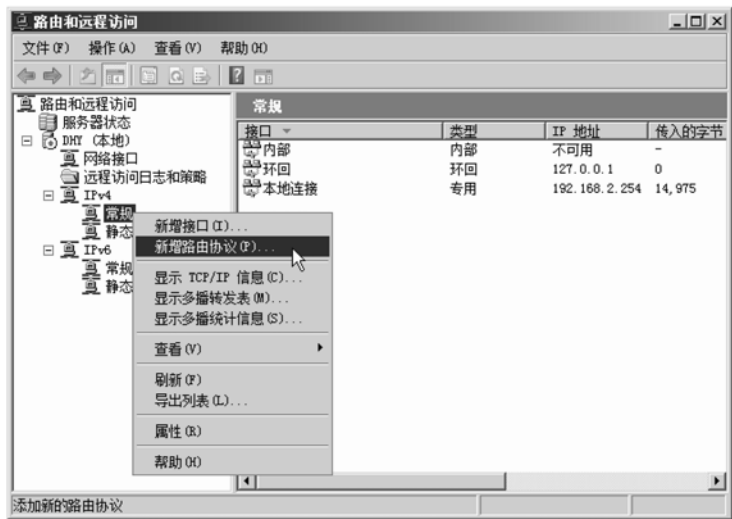 路由和远程访问
文件(F) 操作(A) 查看(V) 帮助(H)
路由和远程访问
服务器状态
DHY (本地)
网络接口
远程访问日志和策略
IPv4
常规
静态
IPv6
常规
静态
常规
接口 类型 IP 地址 传入的字节
内部 内部 不可用 -
环回 环回 127.0.0.1 0
本地连接 专用 192.168.2.254 14,975
新增接口(I)...
新增路由协议(P)...
显示 TCP/IP 信息(C)...
显示多播转发表(M)...
显示多播统计信息(S)...
查看(V)
刷新(F)
导出列表(L)...
属性(R)
帮助(H)
添加新的路由协议